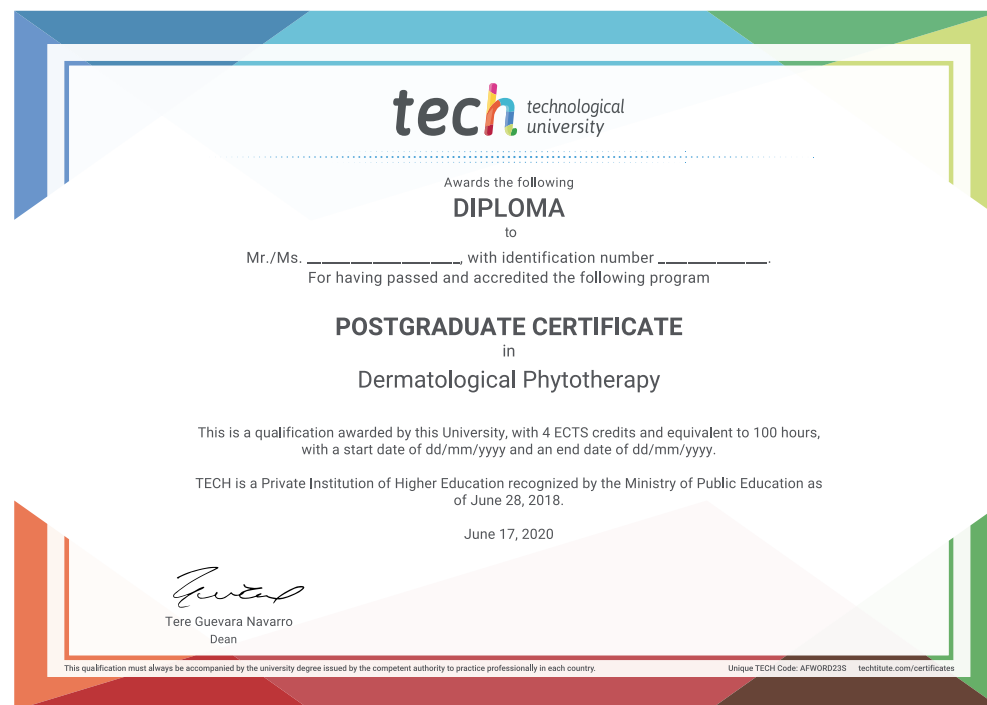 tech technological
university
Awards the following
DIPLOMA
to
Mr./Ms. ____________________, with identification number ______________.
For having passed and accredited the following program
POSTGRADUATE CERTIFICATE
in
Dermatological Phytotherapy
This is a qualification awarded by this University, with 4 ECTS credits and equivalent to 100 hours,
with a start date of dd/mm/yyyy and an end date of dd/mm/yyyy.
TECH is a Private Institution of Higher Education recognized by the Ministry of Public Education as
of June 28, 2018.
June 17, 2020
Tere Guevara Navarro
Dean
This qualification must always be accompanied by the university degree issued by the competent authority to practice professionally in each country.
Unique TECH Code: AFWORD23S techtitute.com/certificates